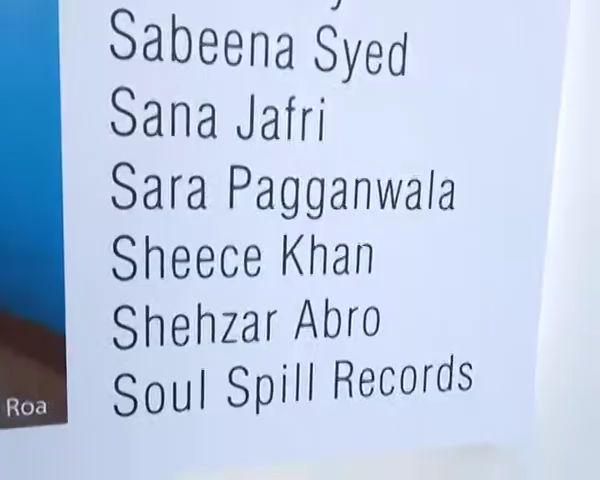 Sabeena Syed
Sana Jafri
Sara Pagganwala
Sheece Khan
Shehzar Abro
Soul Spill Records
Roa